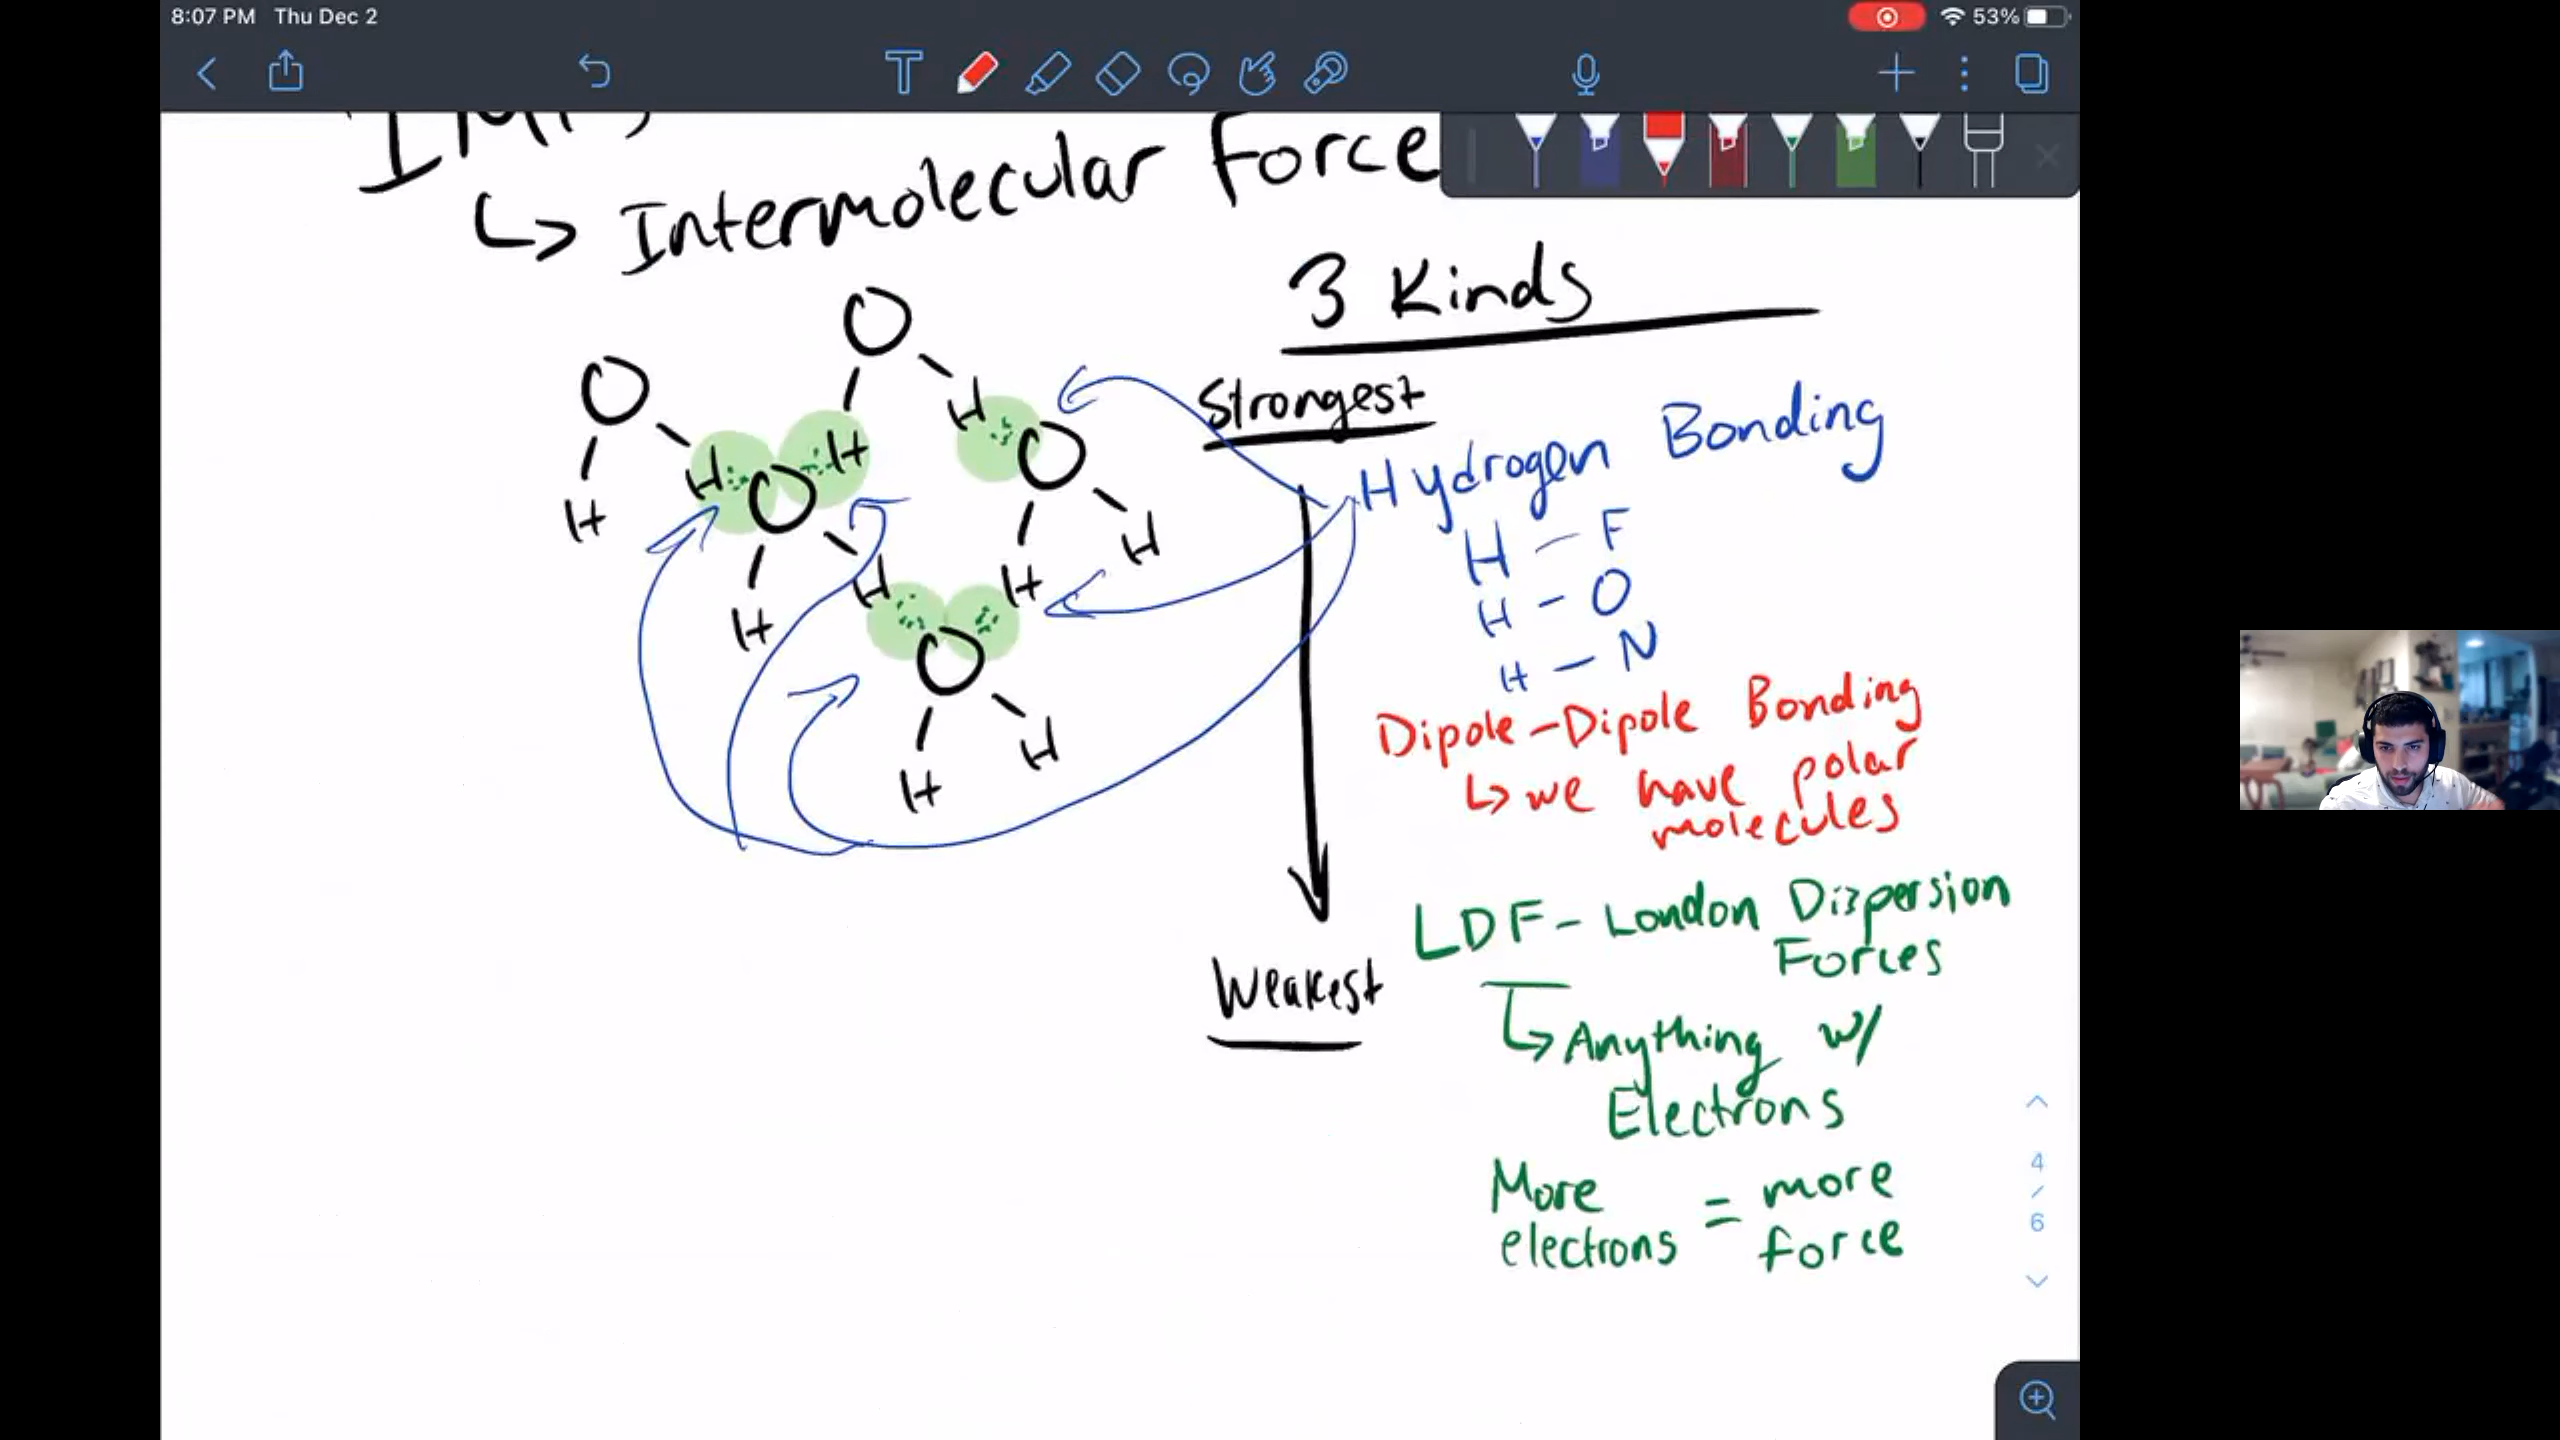 8:07 PM Thu Dec 2
53%
T
Intermolecular Force
3 Kinds
Strongest
Hydrogen Bonding
H - F
H - O
H - N
Dipole-Dipole Bonding
↳ we have polar
molecules
LDF - London Dispersion
Forces
↳ Anything w/
Electrons
More electrons = more force
Weakest
O
O
H
H
O
H
O
H
H
H
H
H
H
O
H
H
4
/
6